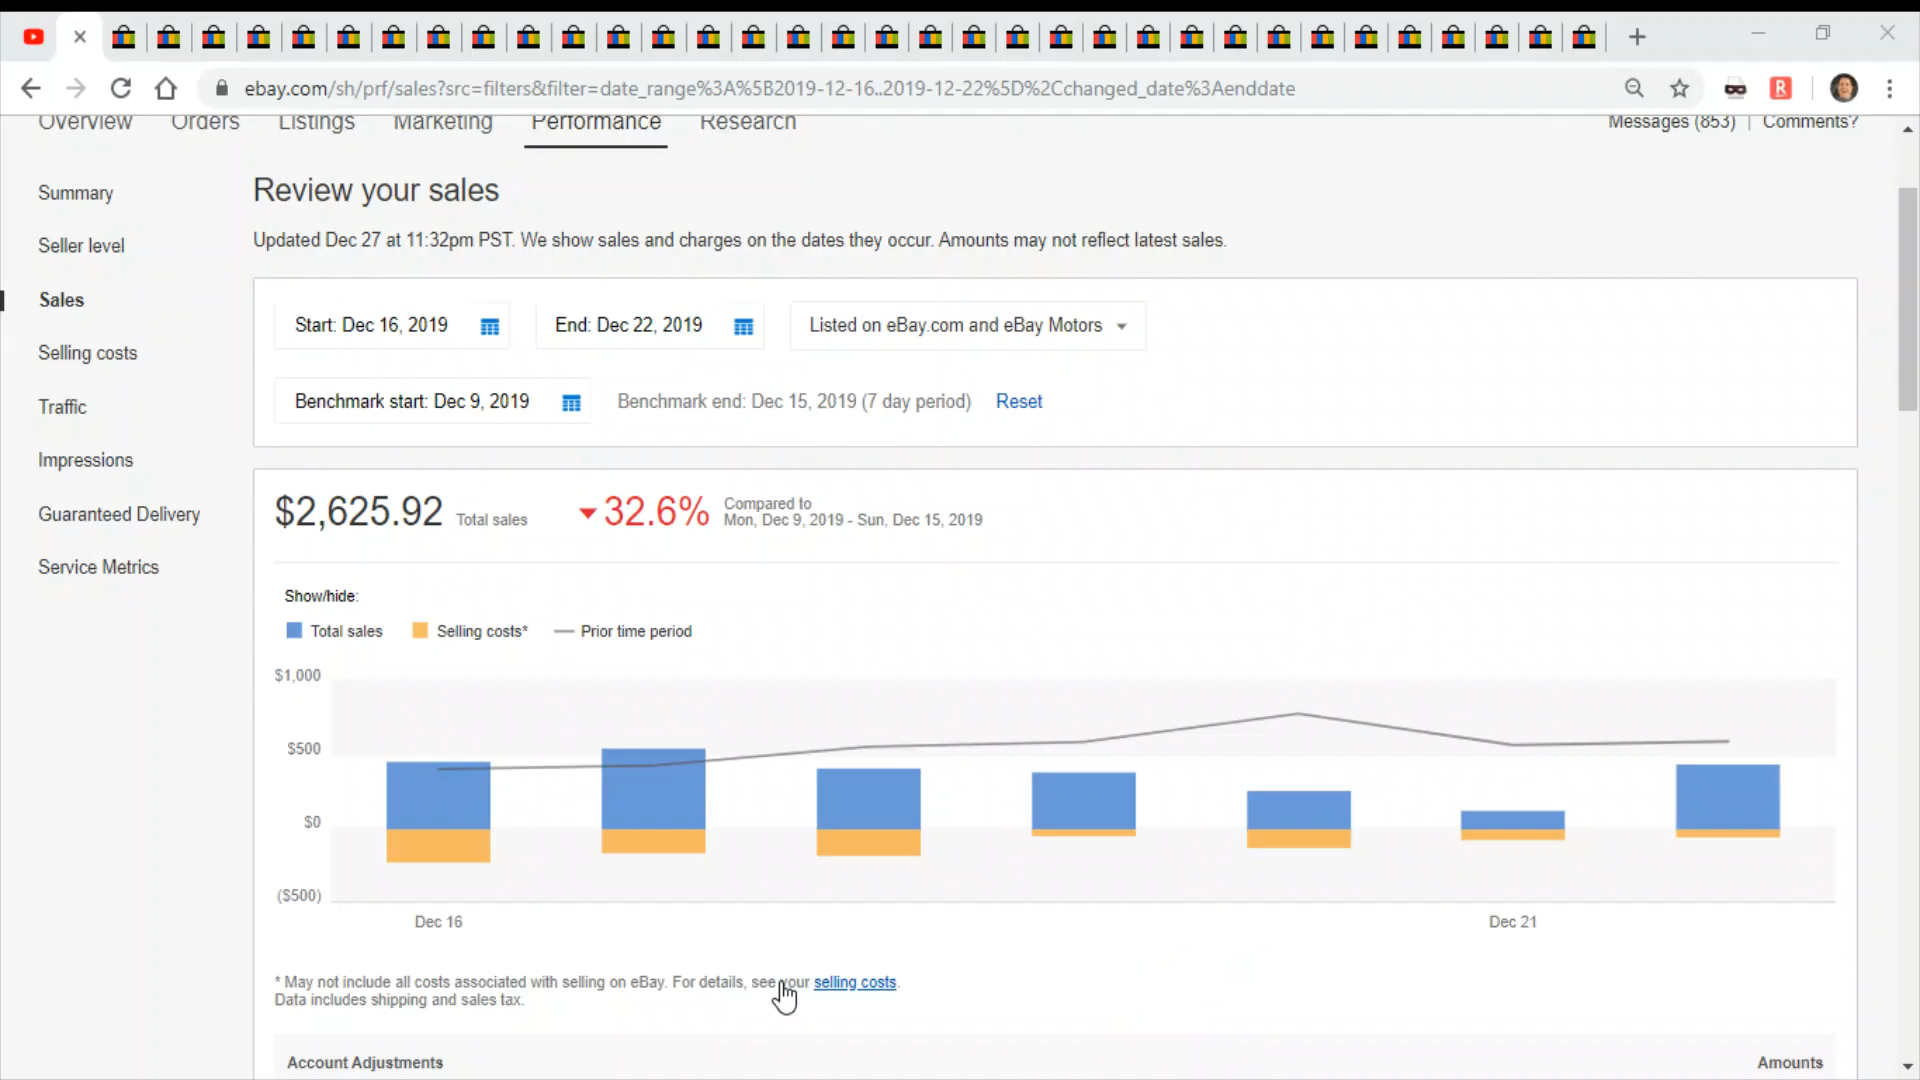 ebay.com/sh/prf/sales?src=filters&filter=date_range%3A%5B2019-12-16..2019-12-22%5D%2Cchanged_date%3Aenddate
R
Overview Orders Listings Marketing Performance Research Messages (853) | Comments?
Summary
Seller level
Sales
Selling costs
Traffic
Impressions
Guaranteed Delivery
Service Metrics
Review your sales
Updated Dec 27 at 11:32pm PST. We show sales and charges on the dates they occur. Amounts may not reflect latest sales.
Start: Dec 16, 2019 End: Dec 22, 2019 Listed on eBay.com and eBay Motors
Benchmark start: Dec 9, 2019 Benchmark end: Dec 15, 2019 (7 day period) Reset
$2,625.92 Total sales 32.6% Compared to
Mon, Dec 9, 2019 - Sun, Dec 15, 2019
Show/hide:
Total sales Selling costs* Prior time period
$1,000
$500
$0
($500)
Dec 16 Dec 21
* May not include all costs associated with selling on eBay. For details, see your selling costs.
Data includes shipping and sales tax.
Account Adjustments Amounts